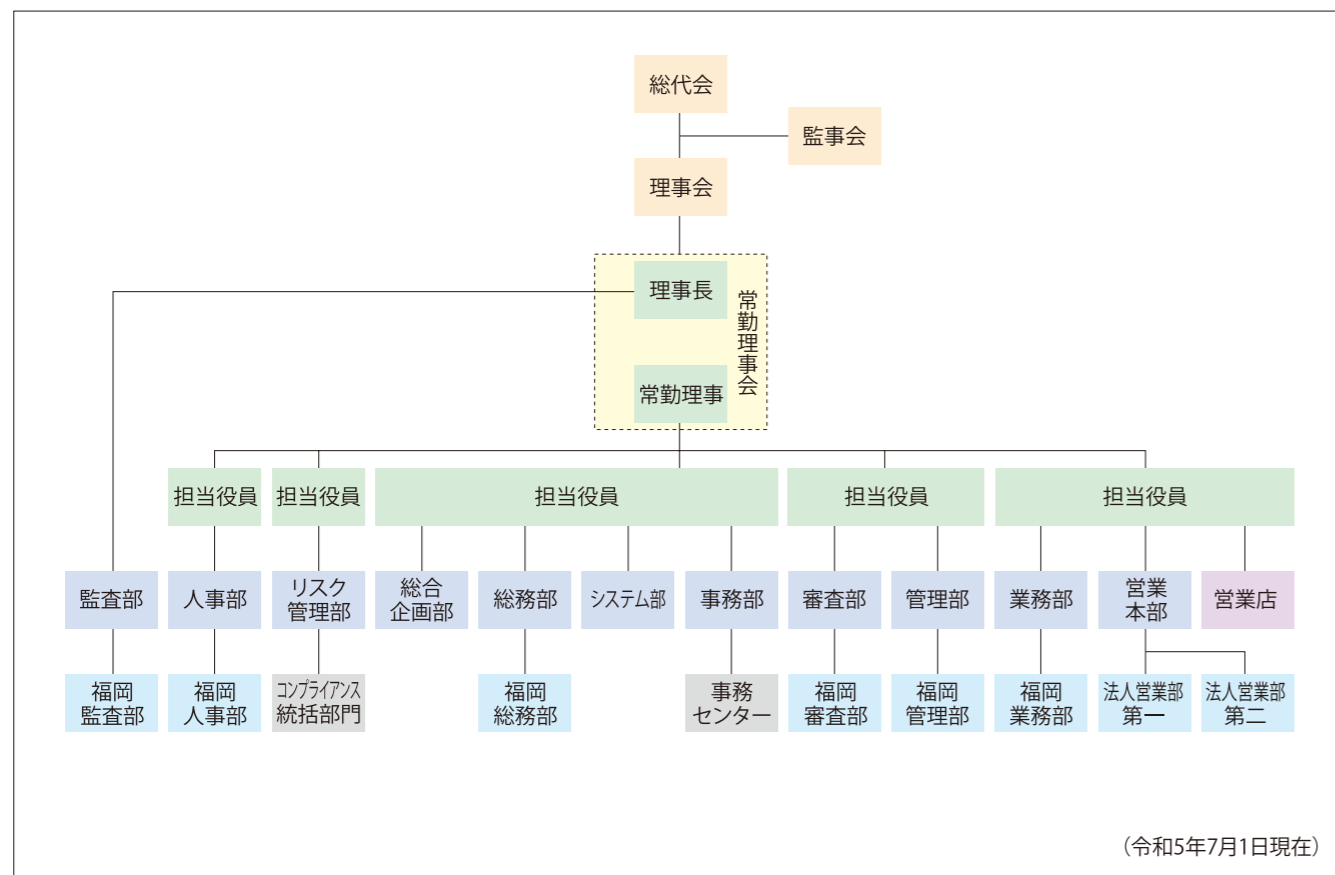 総代会
監事会
理事会
理事長
常勤理事会
常勤理事
担当役員
担当役員
担当役員
担当役員
担当役員
監査部
人事部
リスク
管理部
総合
企画部
総務部
システム部
事務部
審査部
管理部
業務部
営業
本部
営業店
福岡
監査部
福岡
人事部
コンプライアンス
統括部門
福岡
総務部
事務
センター
福岡
審査部
福岡
管理部
福岡
業務部
法人営業部
第一
法人営業部
第二
（令和5年7月1日現在）